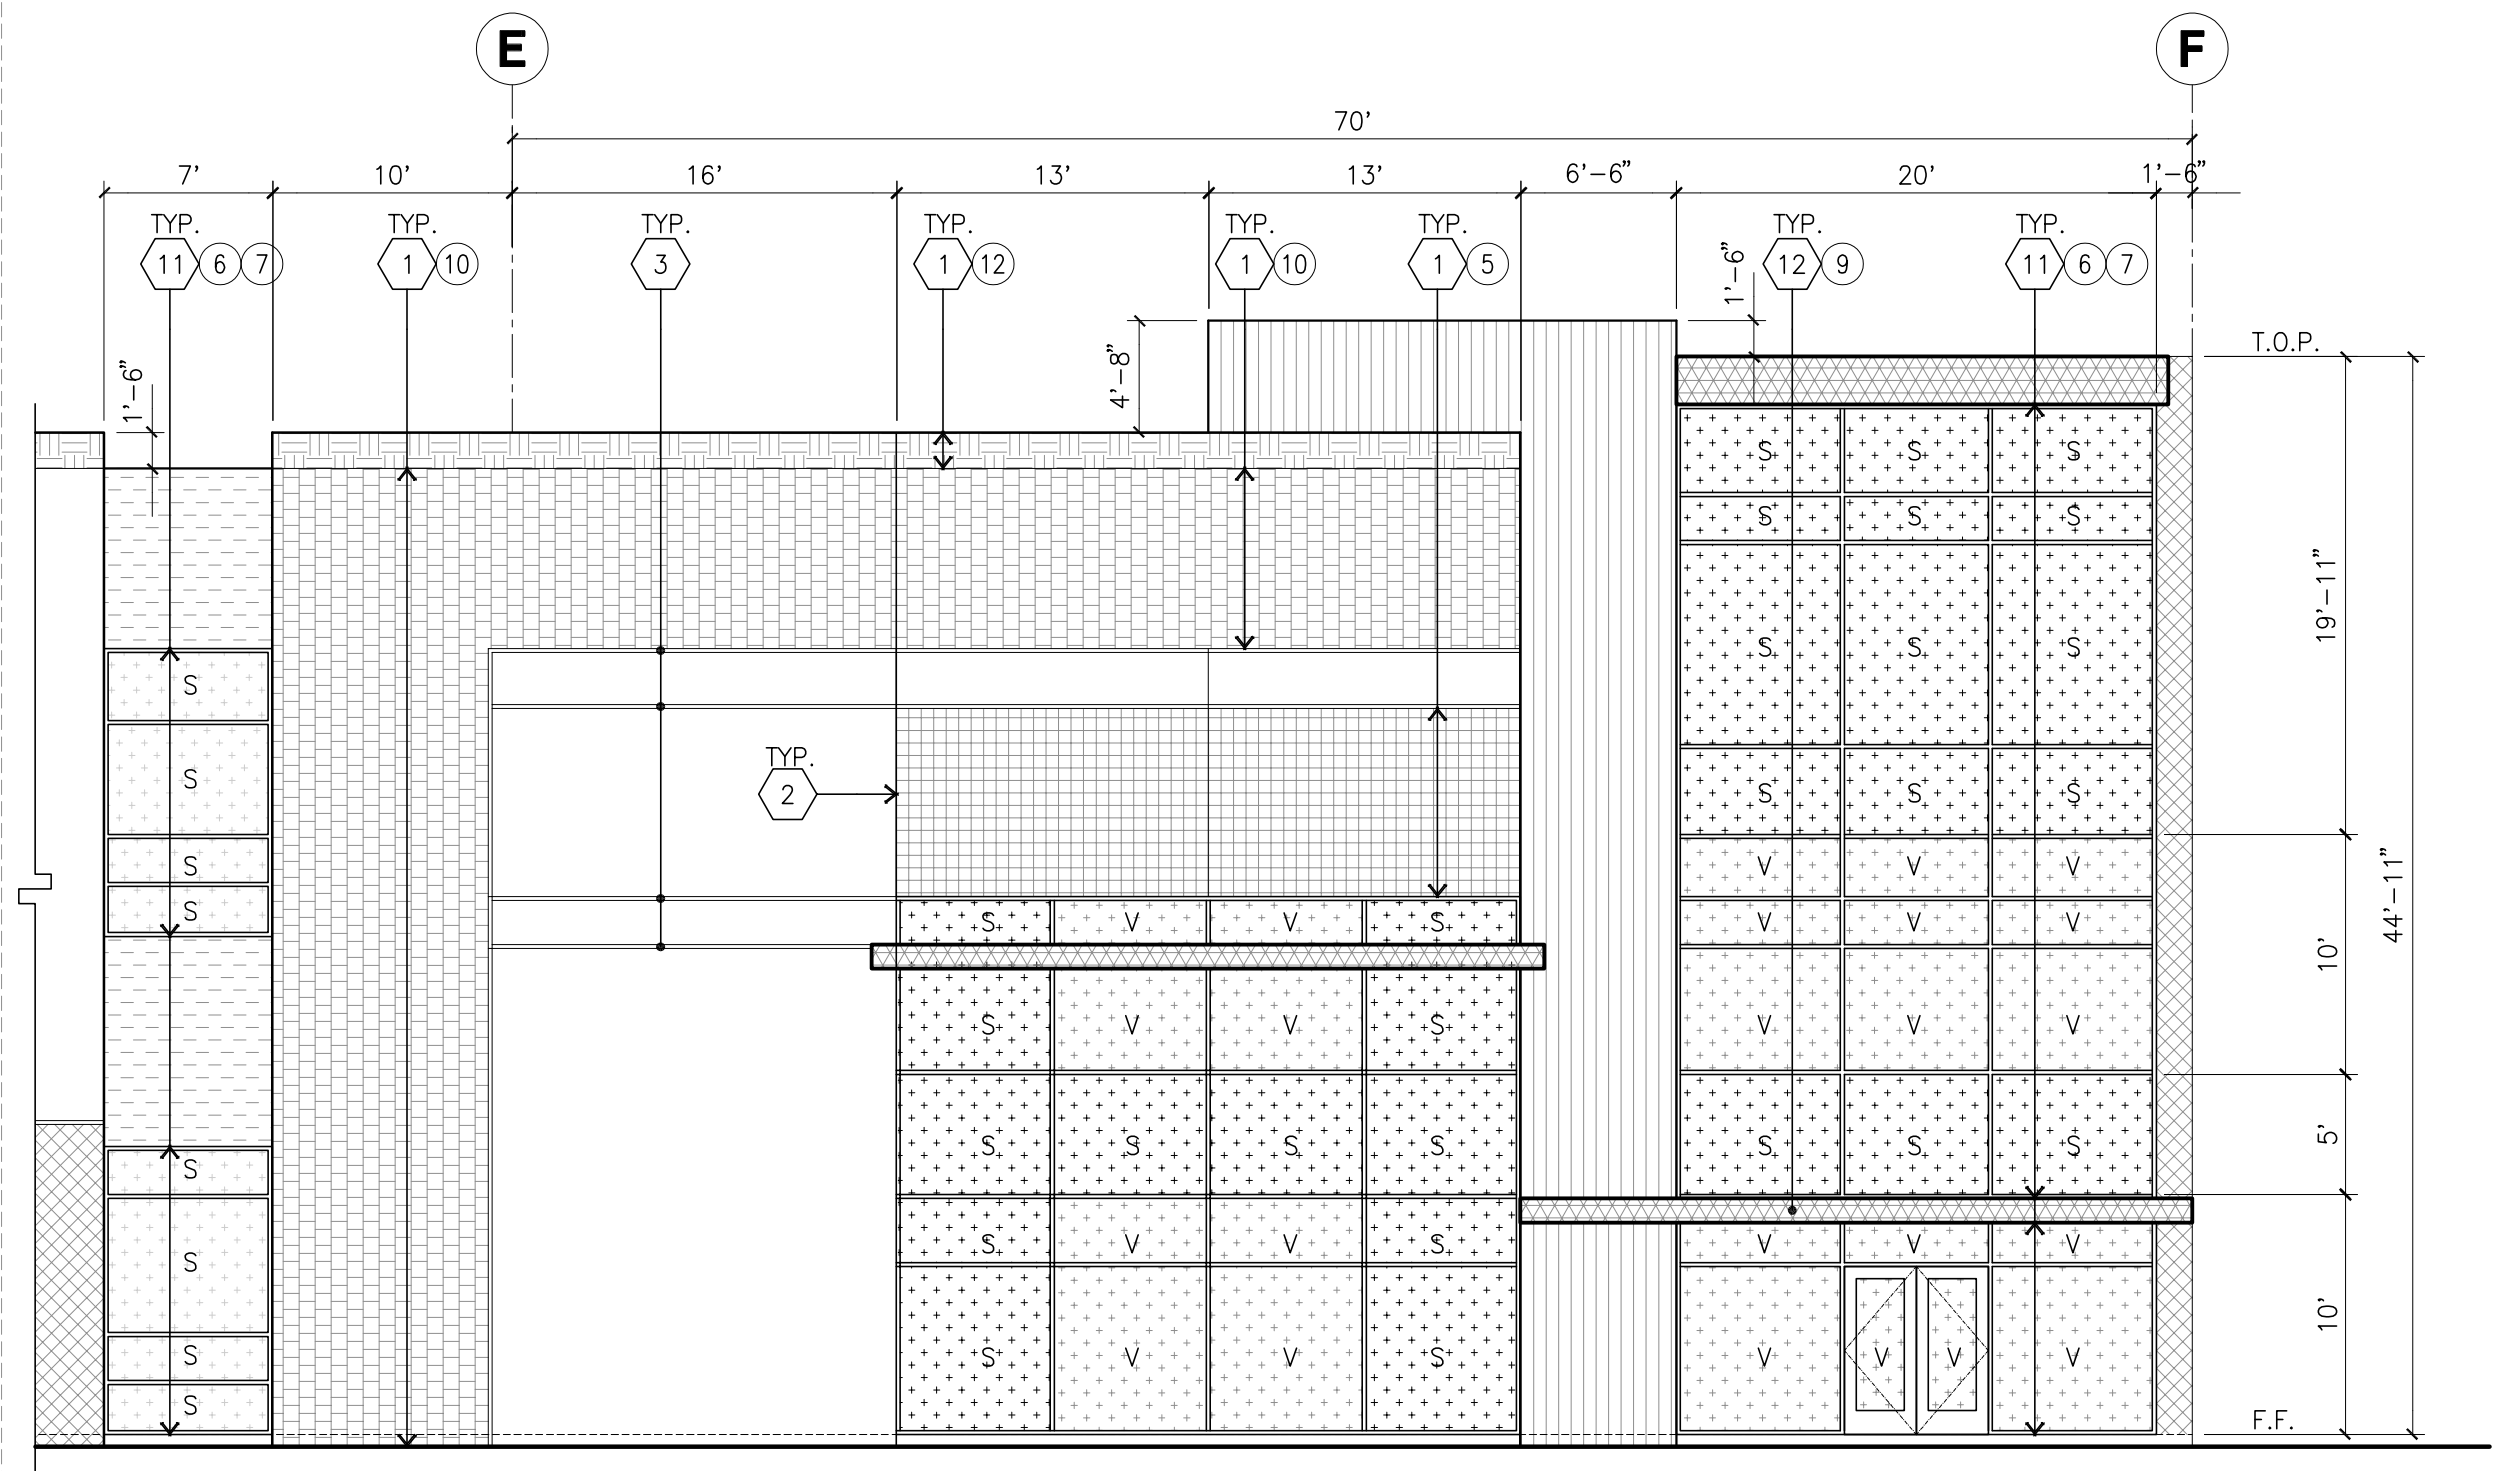 E F
70'
7' 10' 16' 13' 13' 6'-6" 20' 1'-6"
TYP. TYP. TYP. TYP. TYP. TYP. TYP. TYP.
11 6 7 1 10 3 1 12 1 10 1 5 12 9 11 6 7
1'-6"
4'-8"
1'-6"
T.O.P.
S S S
S S S
19'-11"
S S S S
TYP.
2
S
S S S
S V V V
44'-11"
S S V V S V V V
10'
S V V S V V V
5'
S S S S S S S S
S S V V S V V V
S
10'
S S V V S V V V V
S
F.F.